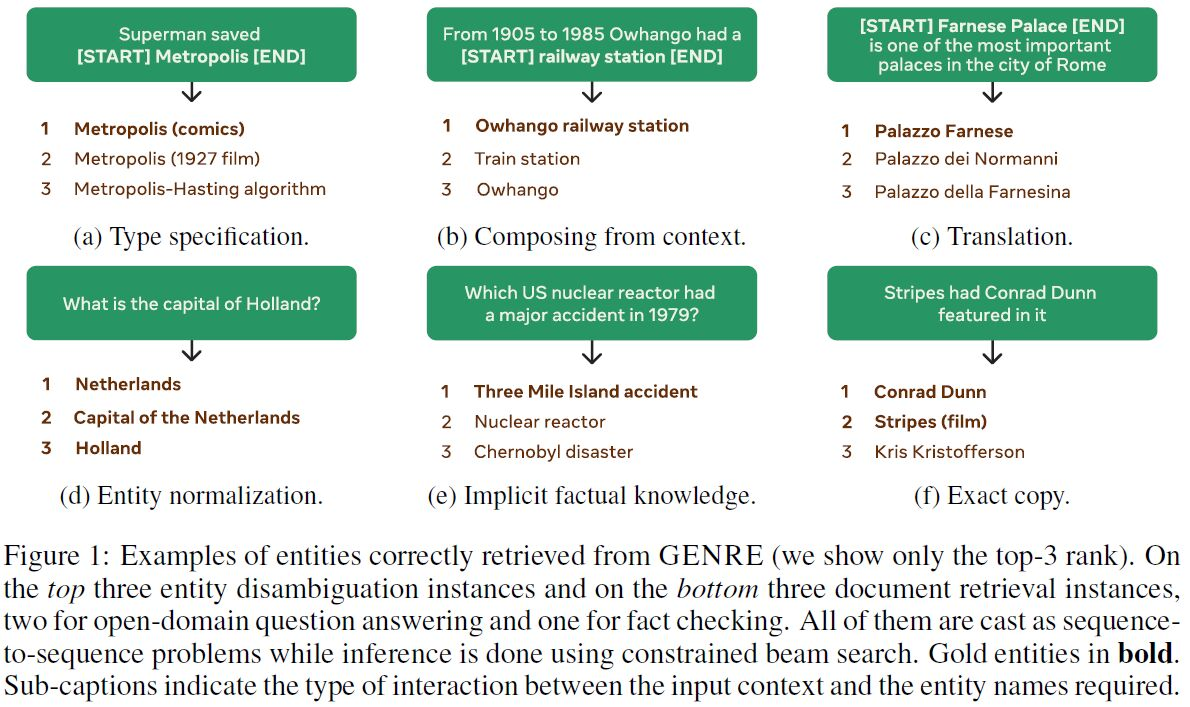 Superman saved
[START] Metropolis [END]
1 Metropolis (comics)
2 Metropolis (1927 film)
3 Metropolis-Hasting algorithm
(a) Type specification.
From 1905 to 1985 Owhango had a
[START] railway station [END]
1 Owhango railway station
2 Train station
3 Owhango
(b) Composing from context.
[START] Farnese Palace [END]
is one of the most important
palaces in the city of Rome
1 Palazzo Farnese
2 Palazzo dei Normanni
3 Palazzo della Farnesina
(c) Translation.
What is the capital of Holland?
1 Netherlands
2 Capital of the Netherlands
3 Holland
(d) Entity normalization.
Which US nuclear reactor had
a major accident in 1979?
1 Three Mile Island accident
2 Nuclear reactor
3 Chernobyl disaster
(e) Implicit factual knowledge.
Stripes had Conrad Dunn
featured in it
1 Conrad Dunn
2 Stripes (film)
3 Kris Kristofferson
(f) Exact copy.
Figure 1: Examples of entities correctly retrieved from GENRE (we show only the top-3 rank). On
the top three entity disambiguation instances and on the bottom three document retrieval instances,
two for open-domain question answering and one for fact checking. All of them are cast as sequence-
to-sequence problems while inference is done using constrained beam search. Gold entities in bold.
Sub-captions indicate the type of interaction between the input context and the entity names required.